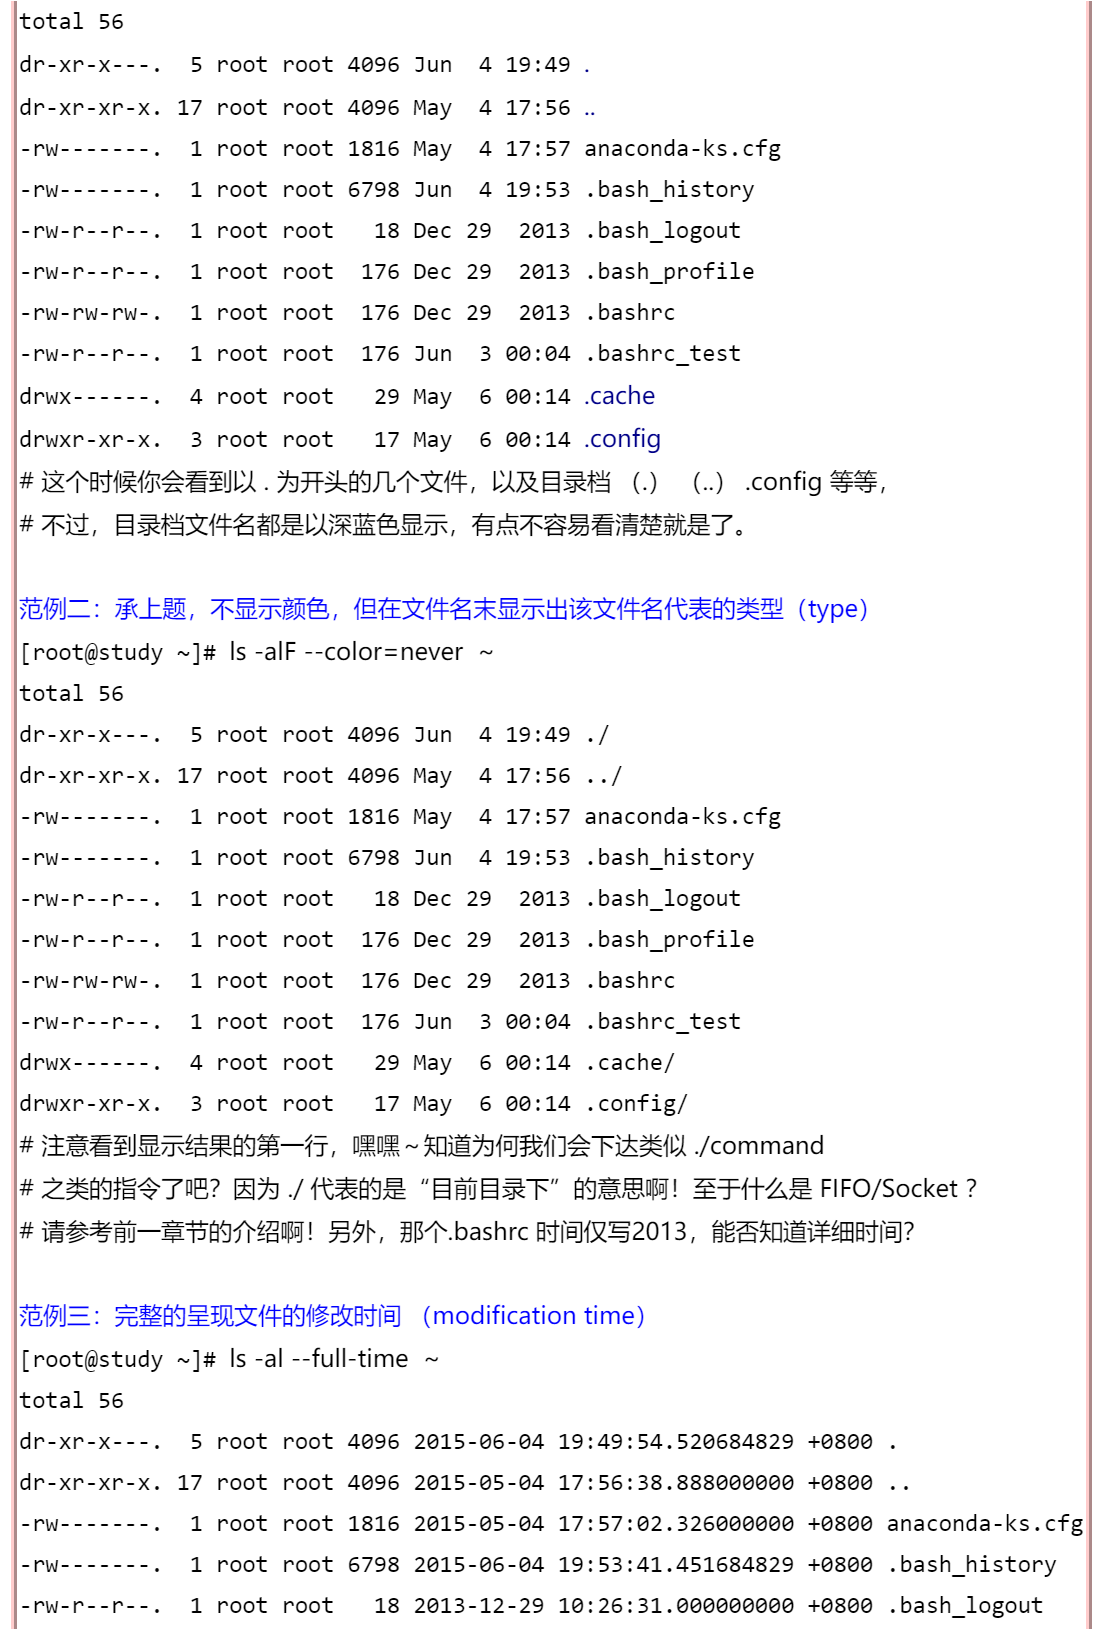 total 56
dr-xr-x---.  5 root root 4096 Jun  4 19:49 .
dr-xr-xr-x. 17 root root 4096 May  4 17:56 ..
-rw-------.  1 root root 1816 May  4 17:57 anaconda-ks.cfg
-rw-------.  1 root root 6798 Jun  4 19:53 .bash_history
-rw-r--r--.  1 root root   18 Dec 29  2013 .bash_logout
-rw-r--r--.  1 root root  176 Dec 29  2013 .bash_profile
-rw-rw-rw-.  1 root root  176 Dec 29  2013 .bashrc
-rw-r--r--.  1 root root  176 Jun  3 00:04 .bashrc_test
drwx------.  4 root root   29 May  6 00:14 .cache
drwxr-xr-x.  3 root root   17 May  6 00:14 .config
# 这个时候你会看到以 . 为开头的几个文件，以及目录档 （.） （..） .config 等等，
# 不过，目录档文件名都是以深蓝色显示，有点不容易看清楚就是了。
范例二：承上题，不显示颜色，但在文件名末显示出该文件名代表的类型（type）
[root@study ~]# ls -alF --color=never  ~
total 56
dr-xr-x---.  5 root root 4096 Jun  4 19:49 ./
dr-xr-xr-x. 17 root root 4096 May  4 17:56 ../
-rw-------.  1 root root 1816 May  4 17:57 anaconda-ks.cfg
-rw-------.  1 root root 6798 Jun  4 19:53 .bash_history
-rw-r--r--.  1 root root   18 Dec 29  2013 .bash_logout
-rw-r--r--.  1 root root  176 Dec 29  2013 .bash_profile
-rw-rw-rw-.  1 root root  176 Dec 29  2013 .bashrc
-rw-r--r--.  1 root root  176 Jun  3 00:04 .bashrc_test
drwx------.  4 root root   29 May  6 00:14 .cache/
drwxr-xr-x.  3 root root   17 May  6 00:14 .config/
# 注意看到显示结果的第一行，嘿嘿～知道为何我们会下达类似 ./command
# 之类的指令了吧？因为 ./ 代表的是“目前目录下”的意思啊！至于什么是 FIFO/Socket ？
# 请参考前一章节的介绍啊！另外，那个.bashrc 时间仅写2013，能否知道详细时间？
范例三：完整的呈现文件的修改时间 （modification time）
[root@study ~]# ls -al --full-time  ~
total 56
dr-xr-x---.  5 root root 4096 2015-06-04 19:49:54.520684829 +0800 .
dr-xr-xr-x. 17 root root 4096 2015-05-04 17:56:38.888000000 +0800 ..
-rw-------.  1 root root 1816 2015-05-04 17:57:02.326000000 +0800 anaconda-ks.cfg
-rw-------.  1 root root 6798 2015-06-04 19:53:41.451684829 +0800 .bash_history
-rw-r--r--.  1 root root   18 2013-12-29 10:26:31.000000000 +0800 .bash_logout